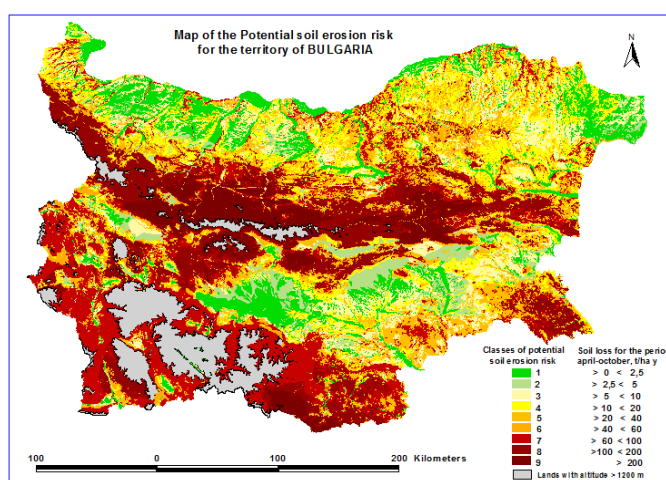 Map of the Potential soil erosion risk
for the territory of BULGARIA
N
Classes of potential
soil erosion risk
Soil loss for the perio
april-october, t/ha y
1 > 0 < 2,5
2 > 2,5 < 5
3 > 5 < 10
4 > 10 < 20
5 > 20 < 40
6 > 40 < 60
7 > 60 < 100
8 >100 < 200
9 > 200
Lands with altitude > 1200 m
100 0 100 200 Kilometers